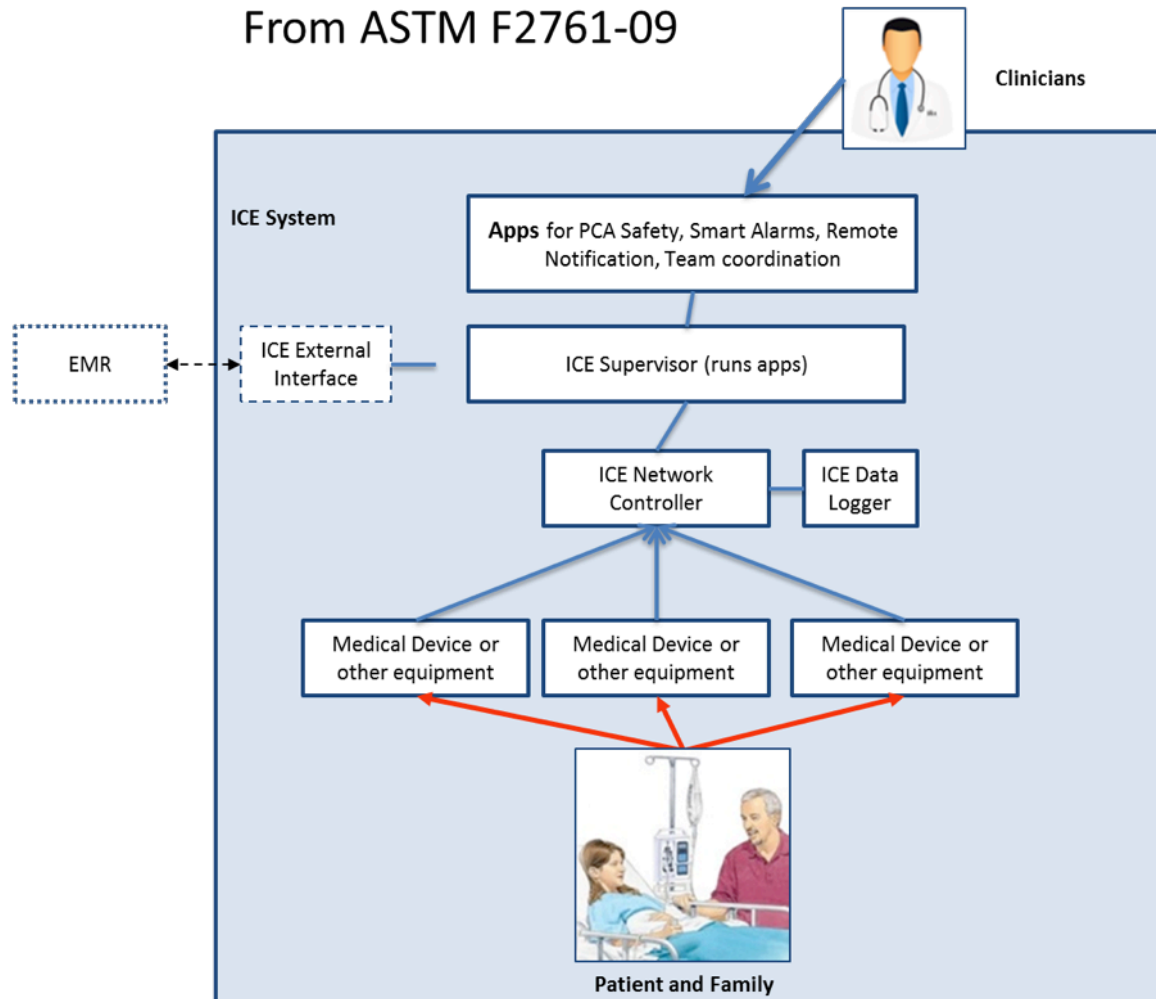 From ASTM F2761-09
Clinicians
ICE System
Apps for PCA Safety, Smart Alarms, Remote
Notification, Team coordination
EMR
ICE External
Interface
ICE Supervisor (runs apps)
ICE Network
Controller
ICE Data
Logger
Medical Device or
other equipment
Medical Device or
other equipment
Medical Device or
other equipment
Patient and Family